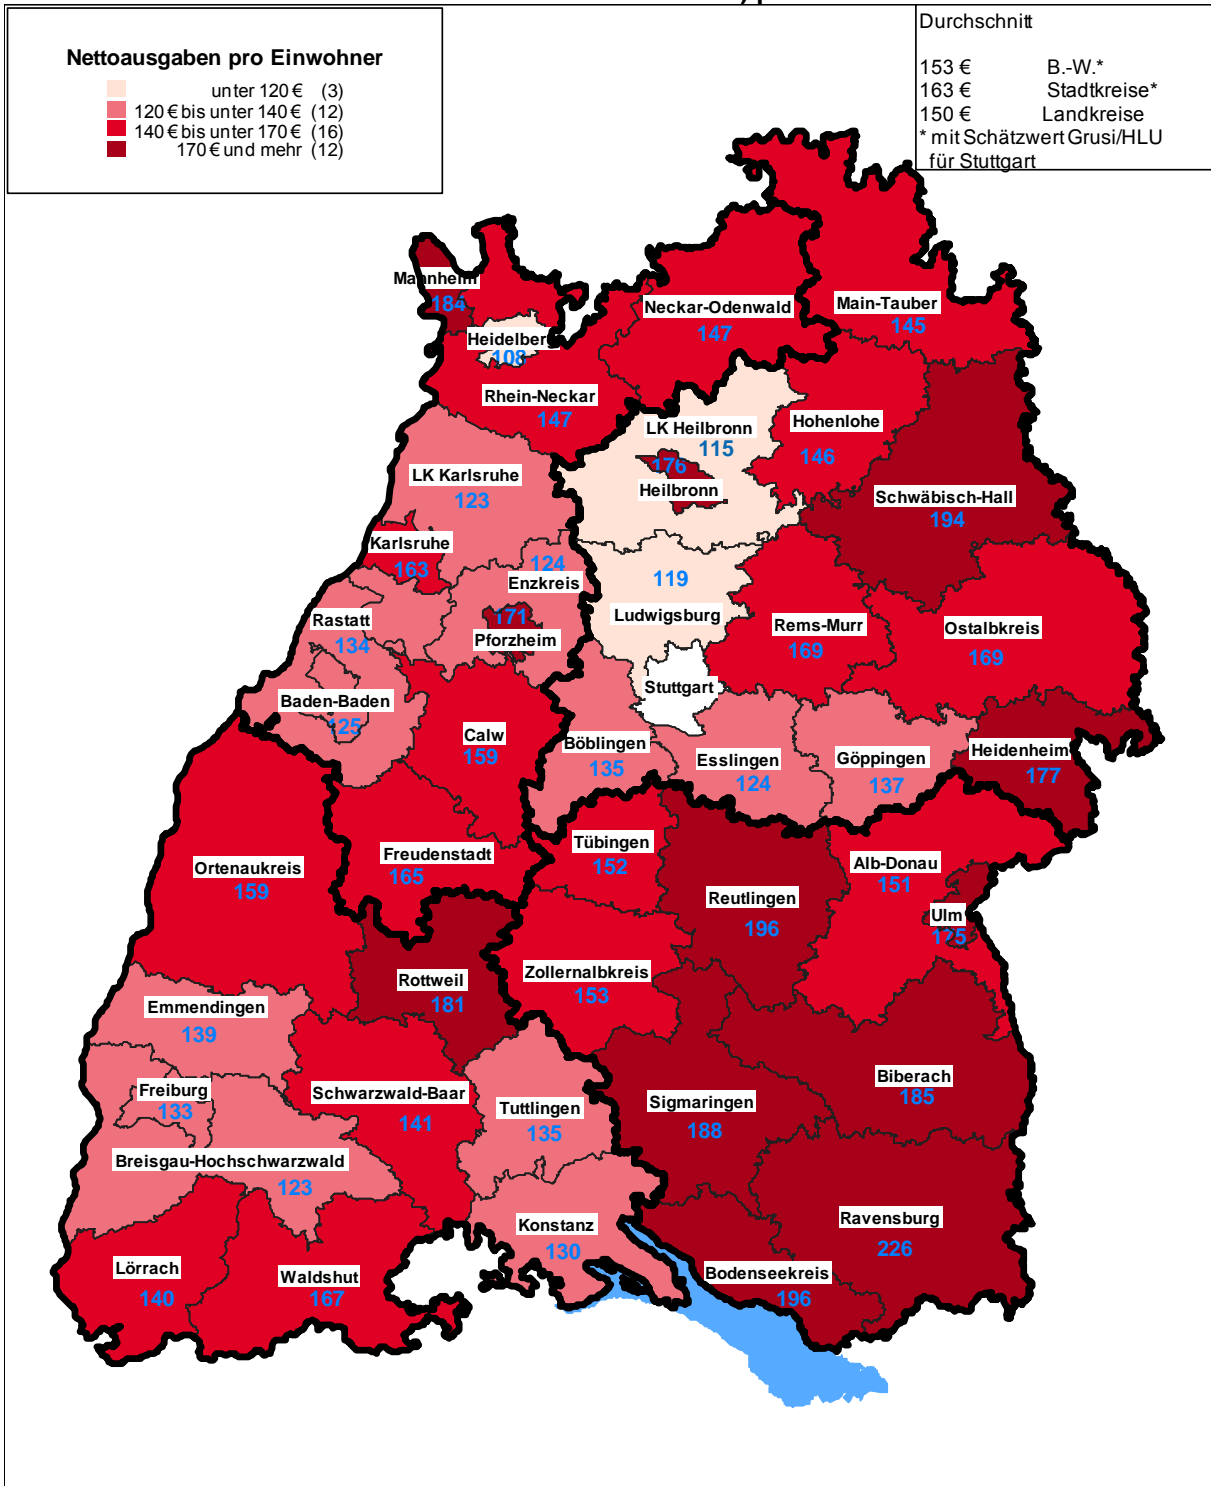 Nettoausgaben pro Einwohner
unter 120 € (3)
120 € bis unter 140 € (12)
140 € bis unter 170 € (16)
170 € und mehr (12)
Durchschnitt
153 € B.-W.*
163 € Stadtkreise*
150 € Landkreise
* mit Schätzwert Grusi/HLU
für Stuttgart
Mannheim
184
Heidelberg
108
Neckar-Odenwald
147
Main-Tauber
145
Rhein-Neckar
147
LK Heilbronn
115
176
Heilbronn
Hohenlohe
146
LK Karlsruhe
123
Schwäbisch-Hall
194
Karlsruhe
163
124
Enzkreis
119
Ludwigsburg
171
Pforzheim
Rastatt
134
Rems-Murr
169
Ostalbkreis
169
Stuttgart
Baden-Baden
125
Calw
159
Böblingen
135
Esslingen
124
Göppingen
137
Heidenheim
177
Tübingen
152
Freudenstadt
165
Ortenaukreis
159
Alb-Donau
151
Reutlingen
196
Ulm
175
Zollernalbkreis
153
Rottweil
181
Emmendingen
139
Freiburg
133
Schwarzwald-Baar
141
Tuttlingen
135
Sigmaringen
188
Biberach
185
Breisgau-Hochschwarzwald
123
Konstanz
130
Ravensburg
226
Lörrach
140
Waldshut
167
Bodenseekreis
196